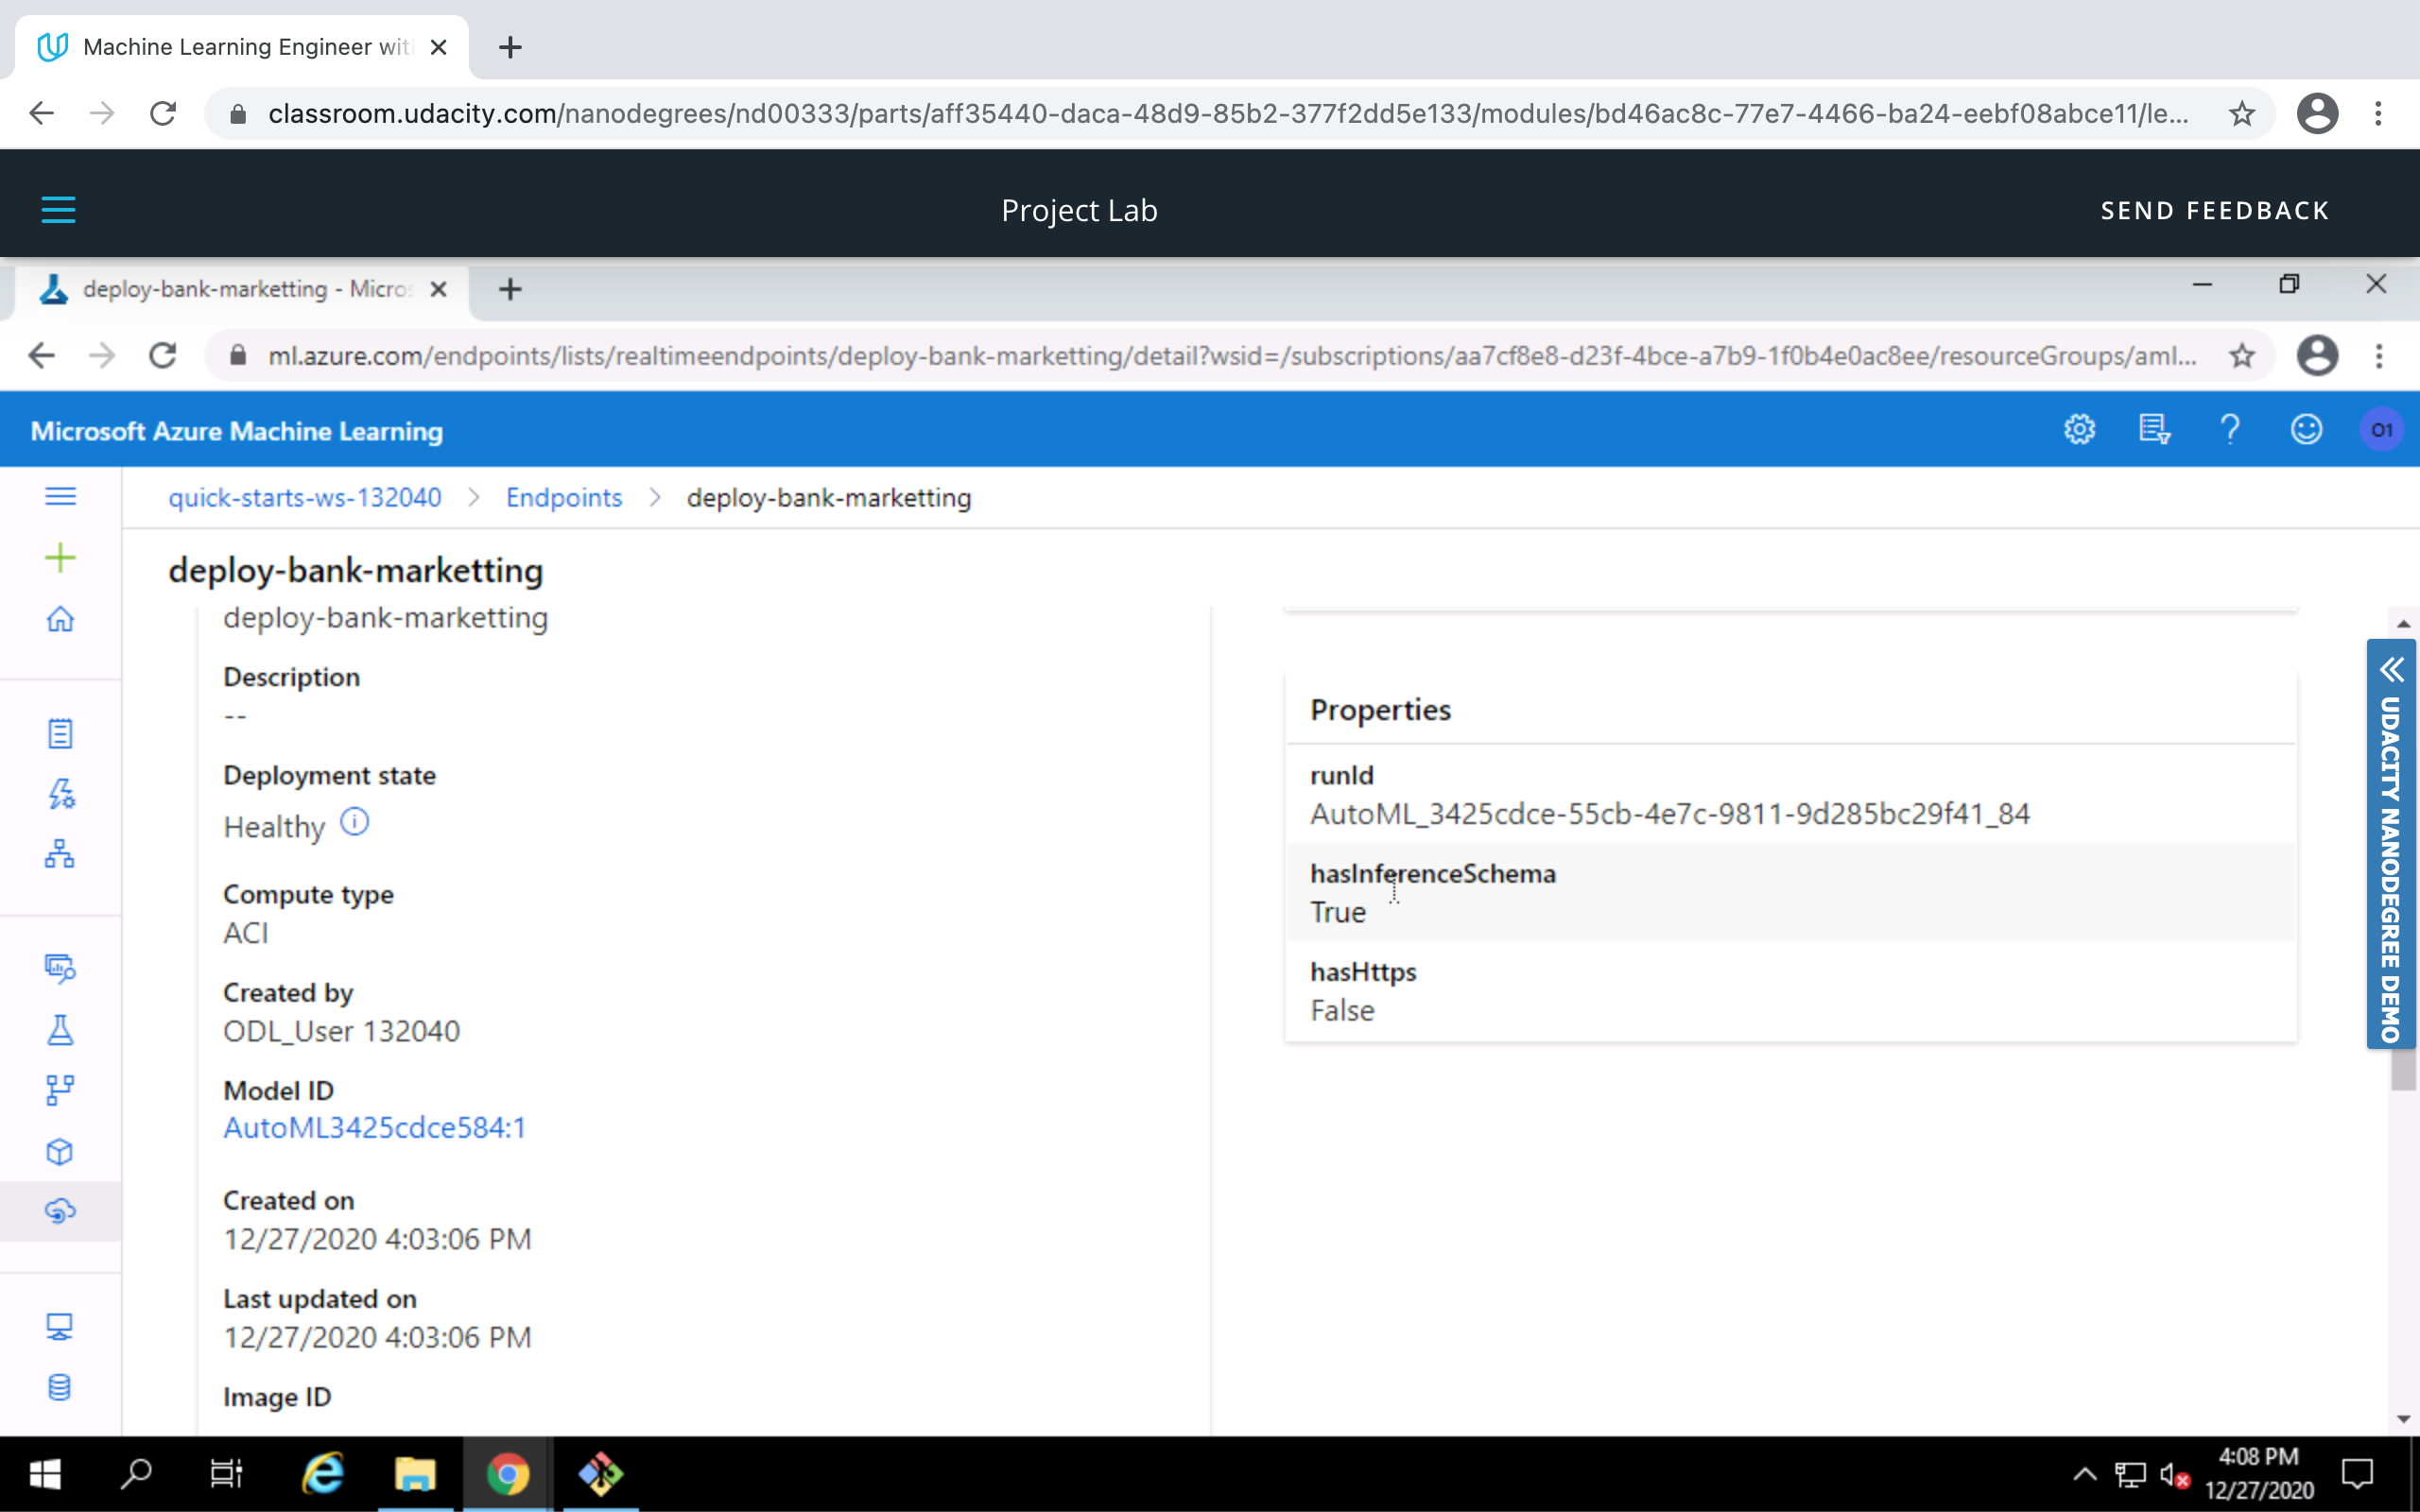 Machine Learning Engineer wit
classroom.udacity.com/nanodegrees/nd00333/parts/aff35440-daca-48d9-85b2-377f2dd5e133/modules/bd46ac8c-77e7-4466-ba24-eebf08abce11/le...
Project Lab
SEND FEEDBACK
deploy-bank-marketting - Micros
ml.azure.com/endpoints/lists/realtimeendpoints/deploy-bank-marketting/detail?wsid=/subscriptions/aa7cf8e8-d23f-4bce-a7b9-1f0b4e0ac8ee/resourceGroups/aml...
Microsoft Azure Machine Learning
O1
quick-starts-ws-132040 > Endpoints > deploy-bank-marketting
deploy-bank-marketting
deploy-bank-marketting
Description
--
Deployment state
Healthy
Compute type
ACI
Created by
ODL_User 132040
Model ID
AutoML3425cdce584:1
Created on
12/27/2020 4:03:06 PM
Last updated on
12/27/2020 4:03:06 PM
Image ID
Properties
runId
AutoML_3425cdce-55cb-4e7c-9811-9d285bc29f41_84
hasInferenceSchema
True
hasHttps
False
UDACITY NANODEGREE DEMO
4:08 PM
12/27/2020